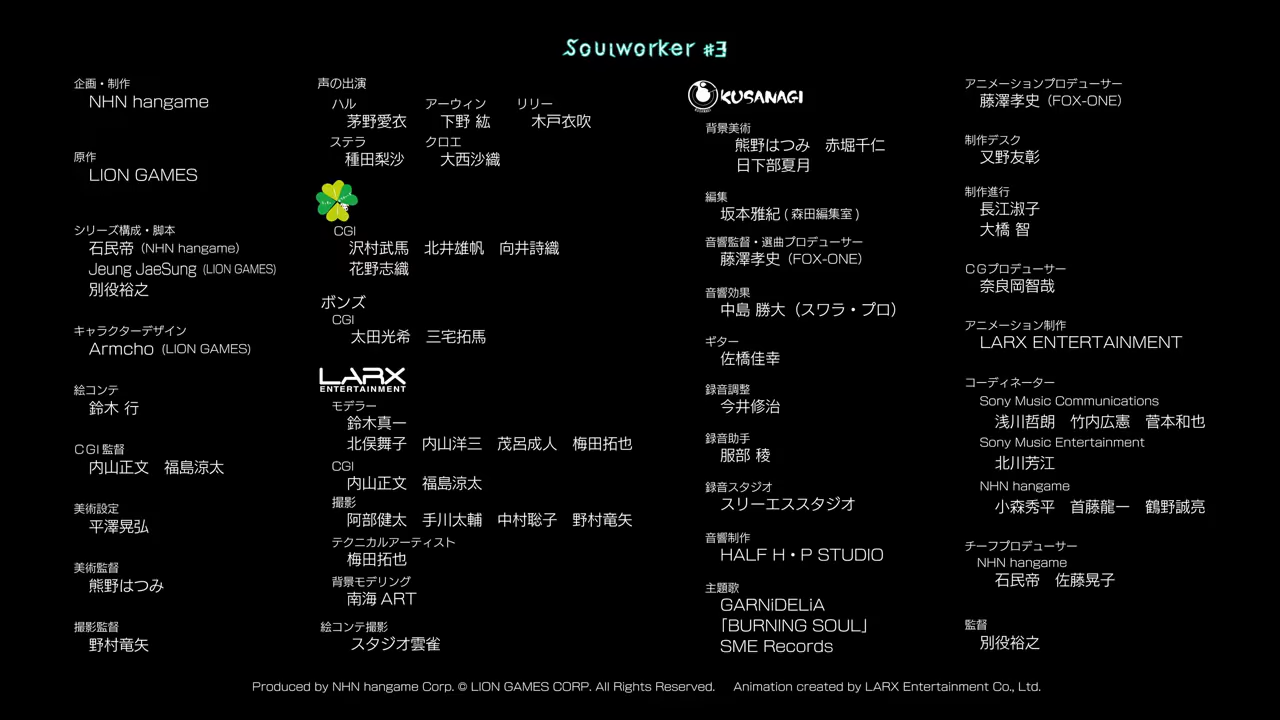 Soulworker #3
企画・制作
NHN hangame
原作
LION GAMES
シリーズ構成・脚本
石民帝（NHN hangame）
Jeung JaeSung (LION GAMES)
別役裕之
キャラクターデザイン
Armcho (LION GAMES)
絵コンテ
鈴木 行
ＣＧＩ監督
内山正文　福島涼太
美術設定
平澤晃弘
美術監督
熊野はつみ
撮影監督
野村竜矢
声の出演
ハル　アーウィン　リリー
茅野愛衣　下野 紘　木戸衣吹
ステラ　クロエ
種田梨沙　大西沙織
CGI
沢村武馬　北井雄帆　向井詩織
花野志織
ボンズ
CGI
太田光希　三宅拓馬
LARX
ENTERTAINMENT
モデラー
鈴木真一
北俣舞子　内山洋三　茂呂成人　梅田拓也
CGI
内山正文　福島涼太
撮影
阿部健太　手川太輔　中村聡子　野村竜矢
テクニカルアーティスト
梅田拓也
背景モデリング
南海 ART
絵コンテ撮影
スタジオ雲雀
KUSANAGI
背景美術
熊野はつみ　赤堀千仁
日下部夏月
編集
坂本雅紀 ( 森田編集室 )
音響監督・選曲プロデューサー
藤澤孝史（FOX-ONE）
音響効果
中島 勝大（スワラ・プロ）
ギター
佐橋佳幸
録音調整
今井修治
録音助手
服部 稜
録音スタジオ
スリーエススタジオ
音響制作
HALF H・P STUDIO
主題歌
GARNiDELiA
「BURNING SOUL」
SME Records
アニメーションプロデューサー
藤澤孝史（FOX-ONE）
制作デスク
又野友彰
制作進行
長江淑子
大橋 智
ＣＧプロデューサー
奈良岡智哉
アニメーション制作
LARX ENTERTAINMENT
コーディネーター
Sony Music Communications
浅川哲朗　竹内広憲　菅本和也
Sony Music Entertainment
北川芳江
NHN hangame
小森秀平　首藤龍一　鶴野誠亮
チーフプロデューサー
NHN hangame
石民帝　佐藤晃子
監督
別役裕之
Produced by NHN hangame Corp. © LION GAMES CORP. All Rights Reserved.　Animation created by LARX Entertainment Co., Ltd.